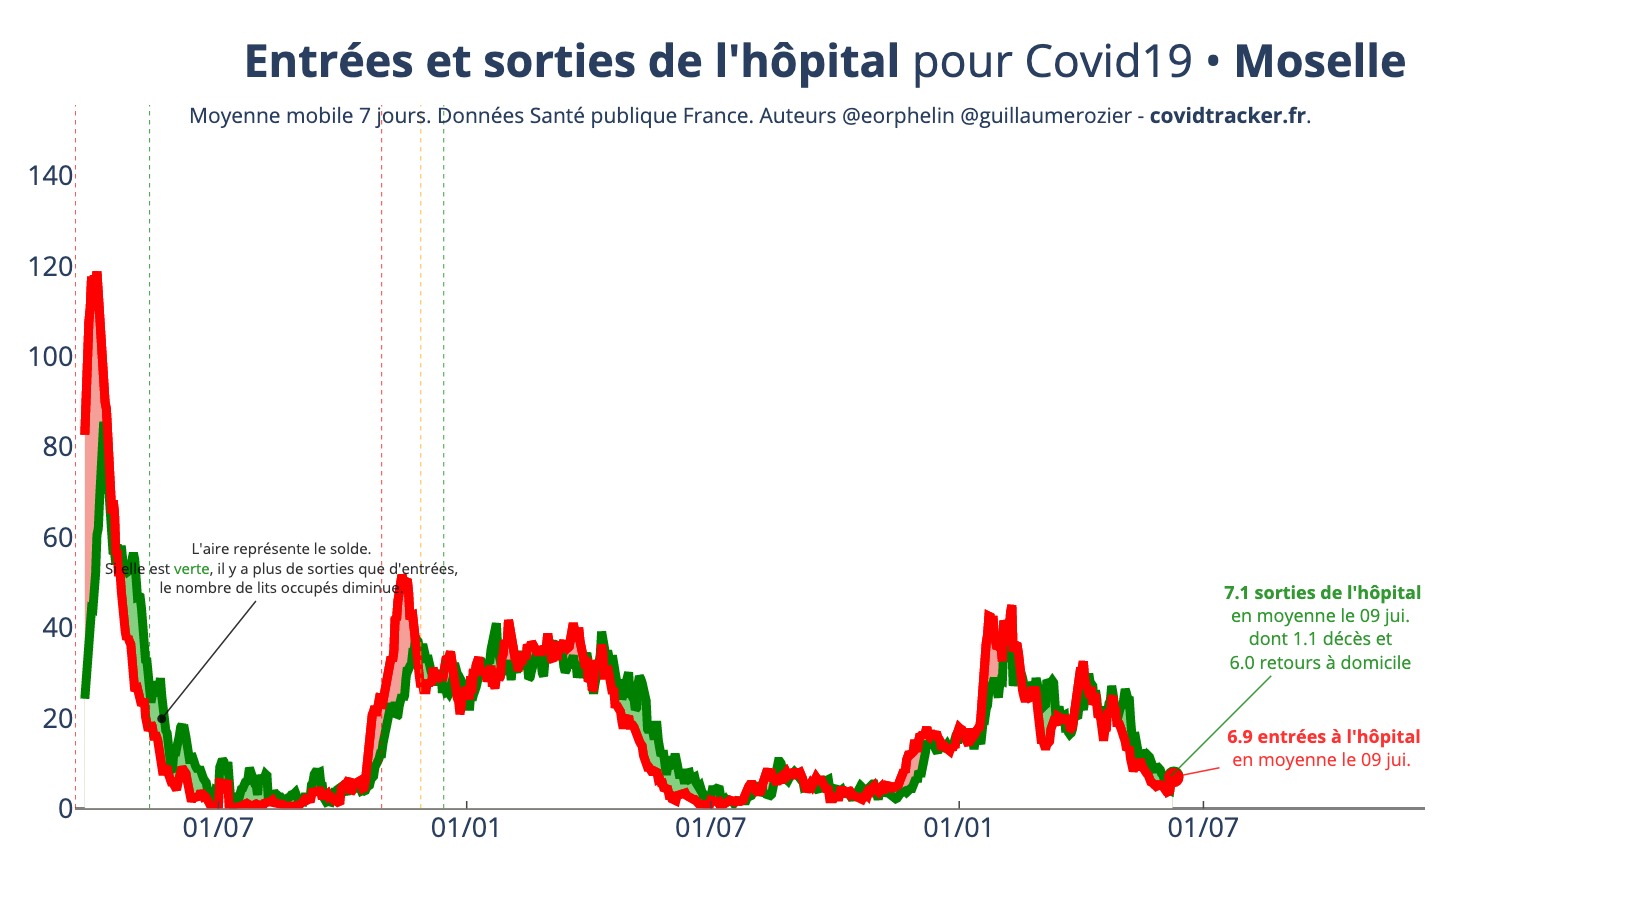 Entrées et sorties de l'hôpital pour Covid19 • Moselle
Moyenne mobile 7 jours. Données Santé publique France. Auteurs @eorphelin @guillaumerozier - covidtracker.fr.
140
120
100
80
60
40
20
0
L'aire représente le solde.
Si elle est verte, il y a plus de sorties que d'entrées,
le nombre de lits occupés diminue.
7.1 sorties de l'hôpital
en moyenne le 09 jui.
dont 1.1 décès et
6.0 retours à domicile
6.9 entrées à l'hôpital
en moyenne le 09 jui.
01/07
01/01
01/07
01/01
01/07